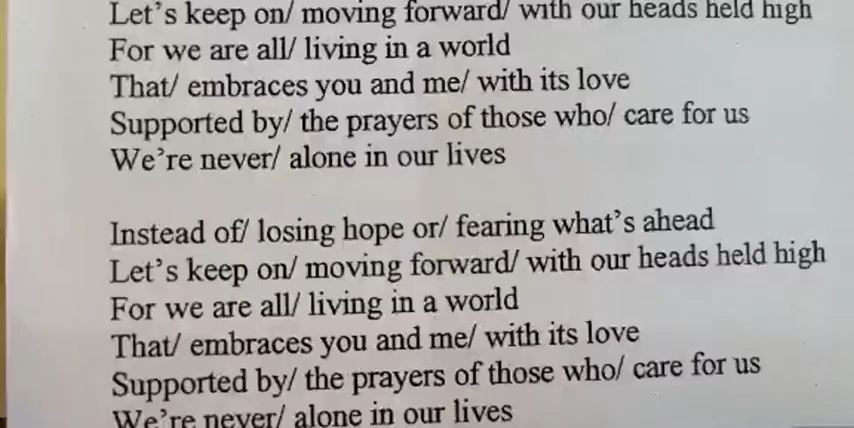 Let's keep on/ moving forward/ with our heads held high
For we are all/ living in a world
That/ embraces you and me/ with its love
Supported by/ the prayers of those who/ care for us
We're never/ alone in our lives
Instead of/ losing hope or/ fearing what's ahead
Let's keep on/ moving forward/ with our heads held high
For we are all/ living in a world
That/ embraces you and me/ with its love
Supported by/ the prayers of those who/ care for us
We're never/ alone in our lives